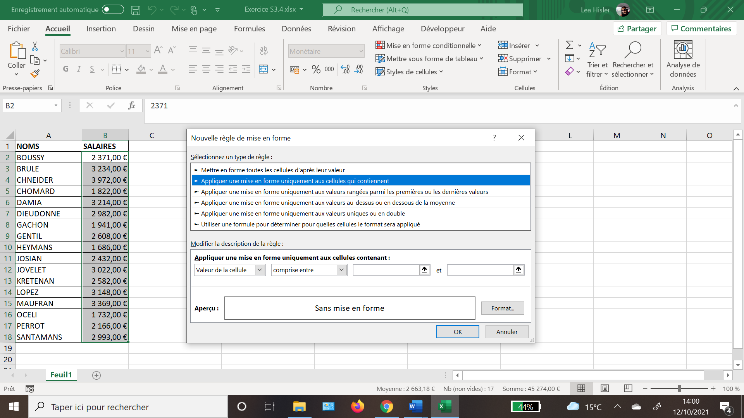 Enregistrement automatique Exercice S3.4.xlsx Rechercher (Alt+Q) Lea Hisler
Fichier Accueil Insertion Dessin Mise en page Formules Données Révision Affichage Développeur Aide Partager Commentaires
Coller
Calibri 11
G I S
Monétaire
% 000
Mise en forme conditionnelle
Mettre sous forme de tableau
Styles de cellules
Insérer
Supprimer
Format
Trier et filtrer
Rechercher et sélectionner
Analyse de données
Presse-papiers Police Alignement Nombre Styles Cellules Édition Analyse
B2 fx 2371
A B C L M N O
1 NOMS SALAIRES
2 BOUSSY 2 371,00 €
3 BRULE 3 234,00 €
4 CHNEIDER 3 972,00 €
5 CHOMARD 1 822,00 €
6 DAMIA 3 214,00 €
7 DIEUDONNE 2 982,00 €
8 GACHON 1 941,00 €
9 GENTIL 2 608,00 €
10 HEYMANS 1 686,00 €
11 JOSIAN 2 432,00 €
12 JOVELET 3 022,00 €
13 KRETENAN 2 582,00 €
14 LOPEZ 3 148,00 €
15 MAUFRAN 3 369,00 €
16 OCELI 1 732,00 €
17 PERROT 2 166,00 €
18 SANTAMANS 2 993,00 €
19
20
Nouvelle règle de mise en forme ?
Sélectionnez un type de règle :
Mettre en forme toutes les cellules d'après leur valeur
Appliquer une mise en forme uniquement aux cellules qui contiennent
Appliquer une mise en forme uniquement aux valeurs rangées parmi les premières ou les dernières valeurs
Appliquer une mise en forme uniquement aux valeurs au-dessus ou en dessous de la moyenne
Appliquer une mise en forme uniquement aux valeurs uniques ou en double
Utiliser une formule pour déterminer pour quelles cellules le format sera appliqué
Modifier la description de la règle :
Appliquer une mise en forme uniquement aux cellules contenant :
Valeur de la cellule comprise entre et
Aperçu : Sans mise en forme Format...
OK Annuler
Feuil1
Prêt Moyenne : 2 663,18 € Nb (non vides) : 17 Somme : 45 274,00 € 100 %
Taper ici pour rechercher 44% 15°C 14:00
12/10/2021
4